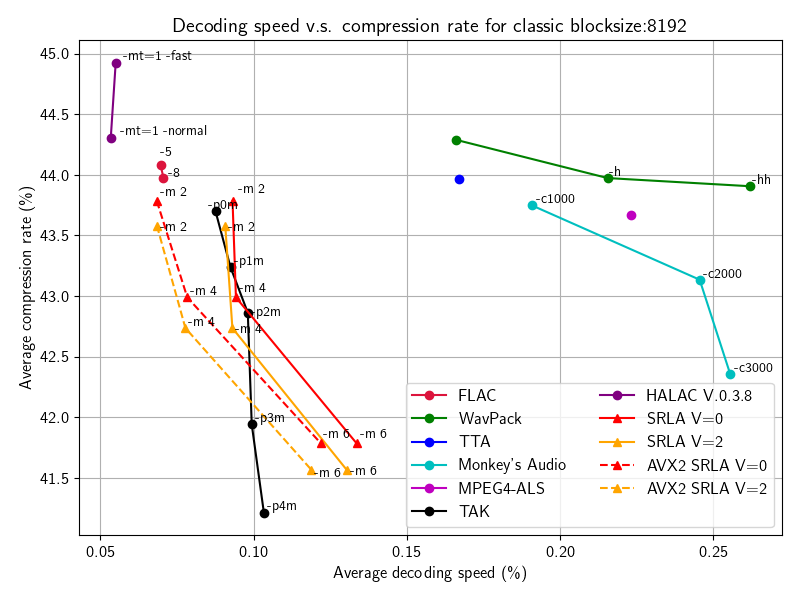 Decoding speed v.s. compression rate for classic blocksize:8192
45.0
-mt=1 -fast
44.5
-mt=1 -normal
-5
-8
-h
44.0
-hh
-m 2
-m 2
-p0m
-c1000
43.5
-m 2
-m 2
-p1m
-c2000
43.0
-m 4
-m 4
-p2m
-m 4
-m 4
42.5
-c3000
42.0
-p3m
-m 6
-m 6
41.5
-m 6
-m 6
-p4m
FLAC
WavPack
TTA
Monkey's Audio
MPEG4-ALS
TAK
HALAC V.0.3.8
SRLA V=0
SRLA V=2
AVX2 SRLA V=0
AVX2 SRLA V=2
0.05 0.10 0.15 0.20 0.25
Average decoding speed (%)
Average compression rate (%)